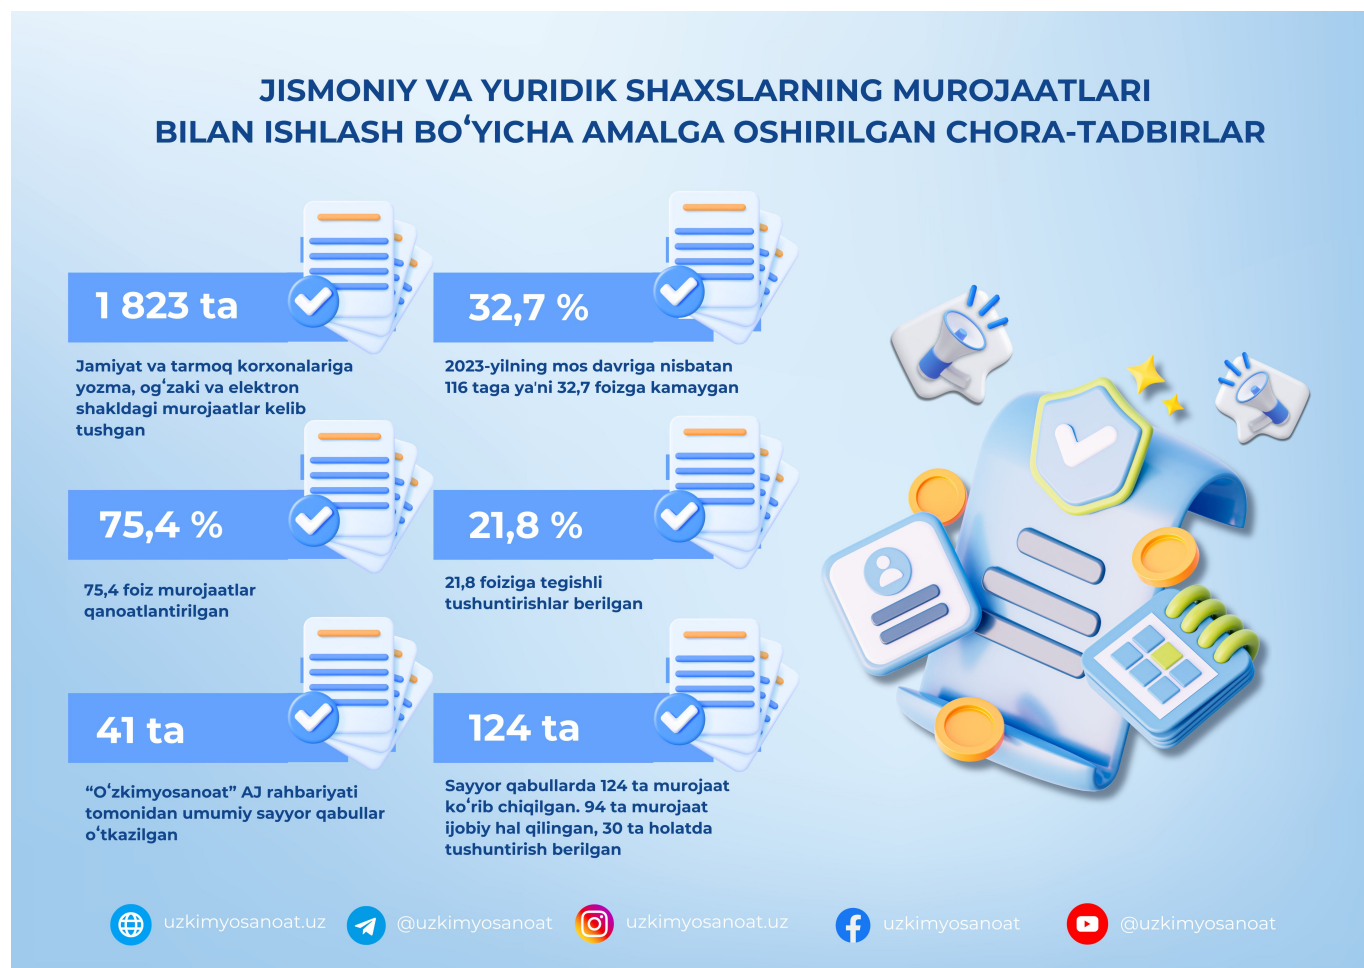 JISMONIY VA YURIDIK SHAXSLARNING MUROJAATLARI
BILAN ISHLASH BOʻYICHA AMALGA OSHIRILGAN CHORA-TADBIRLAR
1 823 ta
Jamiyat va tarmoq korxonalariga
yozma, ogʻzaki va elektron
shakldagi murojaatlar kelib
tushgan
32,7 %
2023-yilning mos davriga nisbatan
116 taga ya'ni 32,7 foizga kamaygan
75,4 %
75,4 foiz murojaatlar
qanoatlantirilgan
21,8 %
21,8 foiziga tegishli
tushuntirishlar berilgan
41 ta
“Oʻzkimyosanoat” AJ rahbariyati
tomonidan umumiy sayyor qabullar
oʻtkazilgan
124 ta
Sayyor qabullarda 124 ta murojaat
koʻrib chiqilgan. 94 ta murojaat
ijobiy hal qilingan, 30 ta holatda
tushuntirish berilgan
uzkimyosanoat.uz
@uzkimyosanoat
uzkimyosanoat.uz
uzkimyosanoat
@uzkimyosanoat